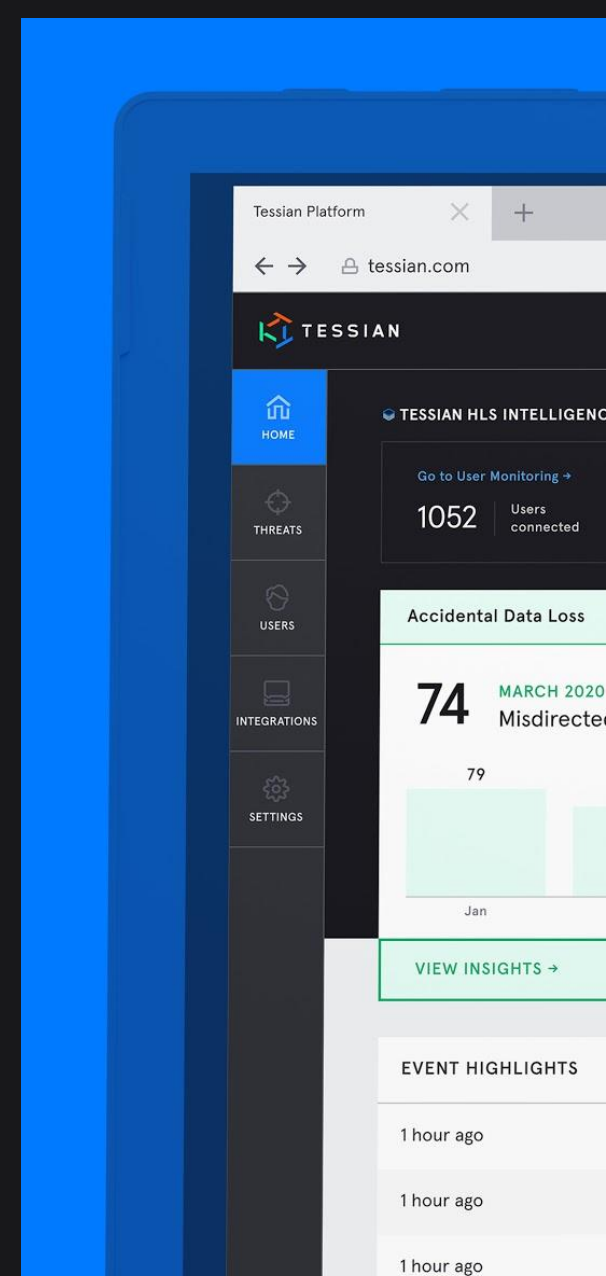 Tessian Platform
tessian.com
TESSIAN
HOME
THREATS
USERS
INTEGRATIONS
SETTINGS
TESSIAN HLS
Go to User Monitoring →
1052
Users
connected
Accidental Data Loss
74
MARCH 2020
79
Jan
VIEW INSIGHTS →
EVENT HIGHLIGHTS
1 hour ago
1 hour ago
1 hour ago